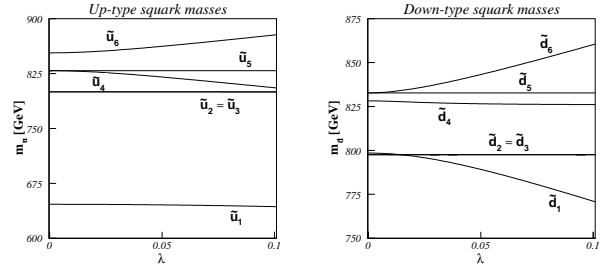 Up-type squark masses
m_ũ [GeV]
900
825
750
675
600
0
0.05
0.1
λ
ũ₆
ũ₅
ũ₄
ũ₂ = ũ₃
ũ₁
Down-type squark masses
m_d̃ [GeV]
875
850
825
800
775
750
0
0.05
0.1
λ
d̃₆
d̃₅
d̃₄
d̃₂ = d̃₃
d̃₁